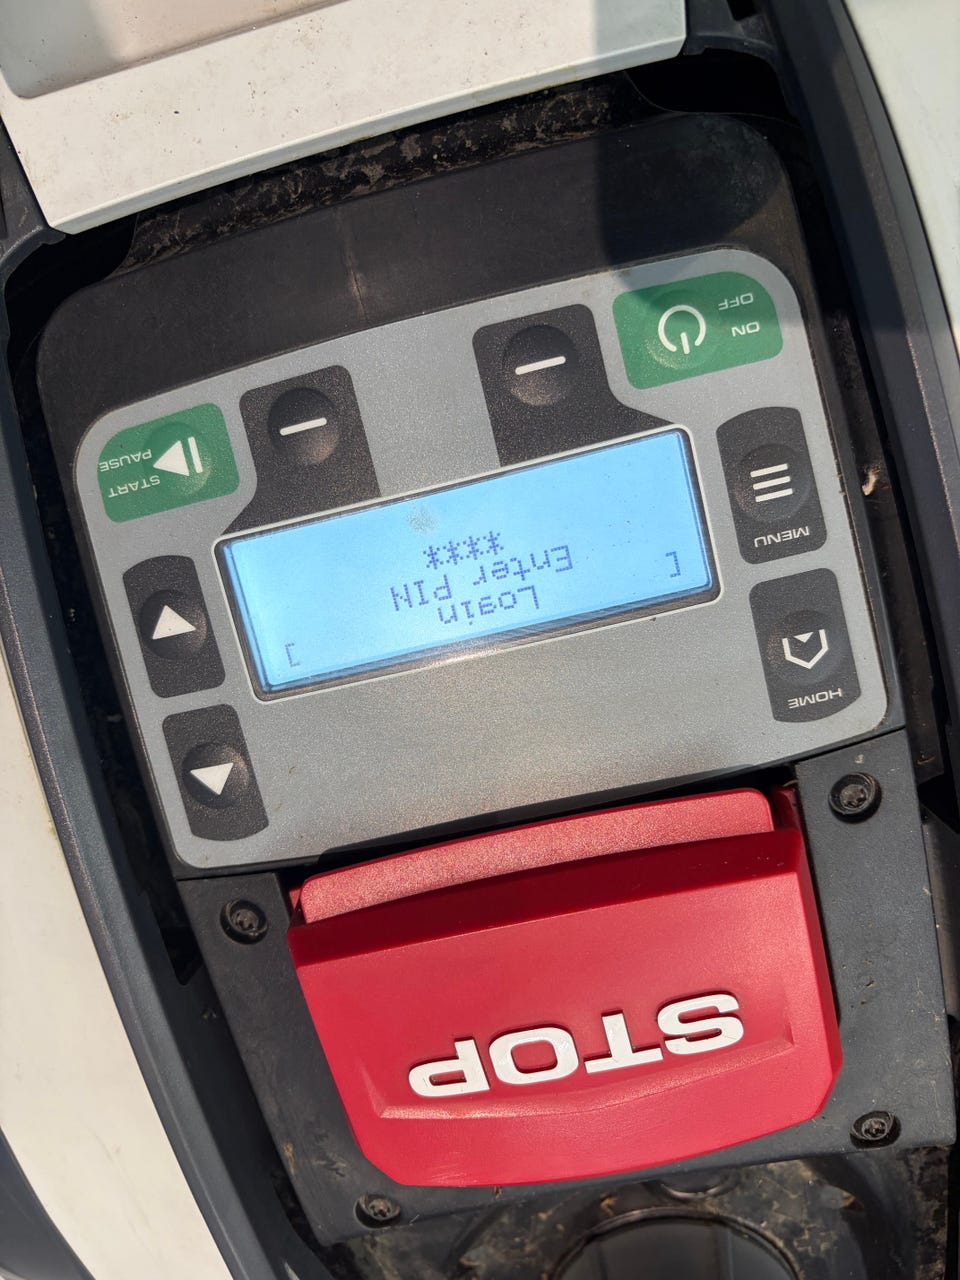 STOP
HOME
MENU
[ Login ]
Enter PIN
****
ON
OFF
START
PAUSE